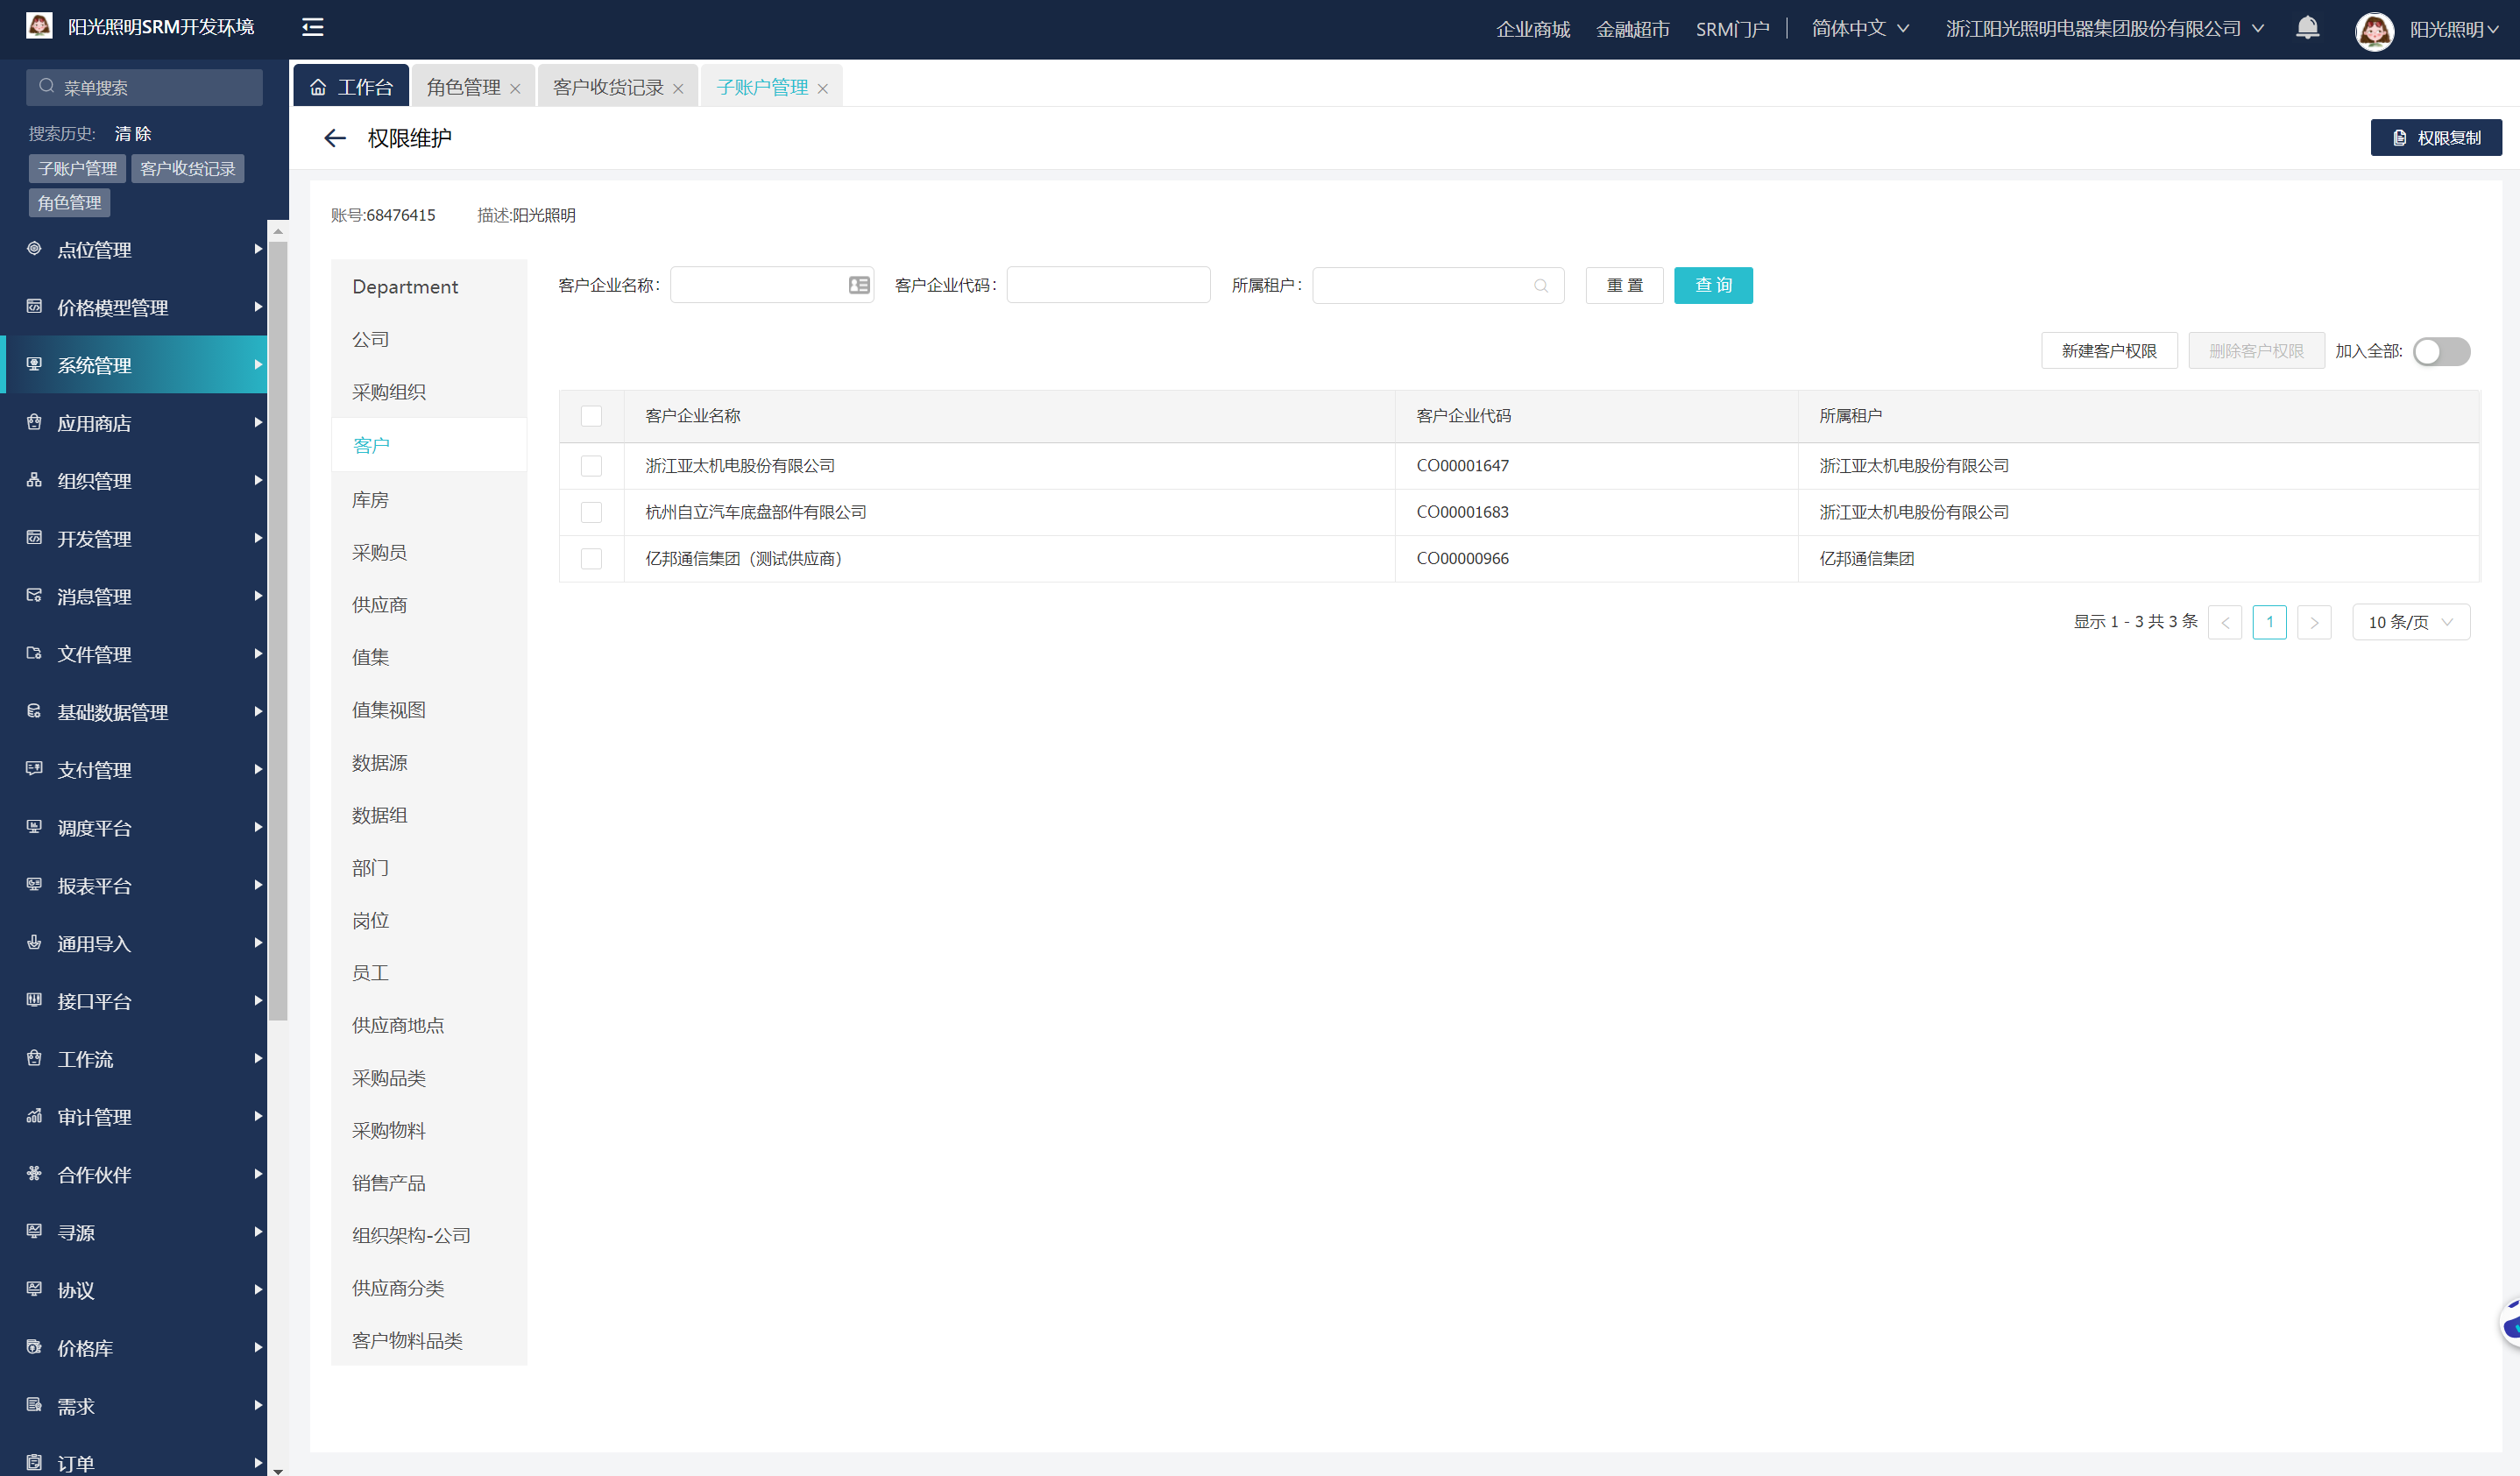 阳光照明SRM开发环境
企业商城 金融超市 SRM门户 简体中文 浙江阳光照明电器集团股份有限公司 阳光照明
菜单搜索
搜索历史: 清 除
子账户管理 客户收货记录
角色管理
点位管理
价格模型管理
系统管理
应用商店
组织管理
开发管理
消息管理
文件管理
基础数据管理
支付管理
调度平台
报表平台
通用导入
接口平台
工作流
审计管理
合作伙伴
寻源
协议
价格库
需求
订单
工作台 角色管理 客户收货记录 子账户管理
权限维护 权限复制
账号:68476415 描述:阳光照明
Department
公司
采购组织
客户
库房
采购员
供应商
值集
值集视图
数据源
数据组
部门
岗位
员工
供应商地点
采购品类
采购物料
销售产品
组织架构-公司
供应商分类
客户物料品类
客户企业名称: 客户企业代码: 所属租户: 重 置 查 询
新建客户权限 删除客户权限 加入全部:
客户企业名称 客户企业代码 所属租户
浙江亚太机电股份有限公司 CO00001647 浙江亚太机电股份有限公司
杭州自立汽车底盘部件有限公司 CO00001683 浙江亚太机电股份有限公司
亿邦通信集团（测试供应商） CO00000966 亿邦通信集团
显示 1 - 3 共 3 条 1 10 条/页